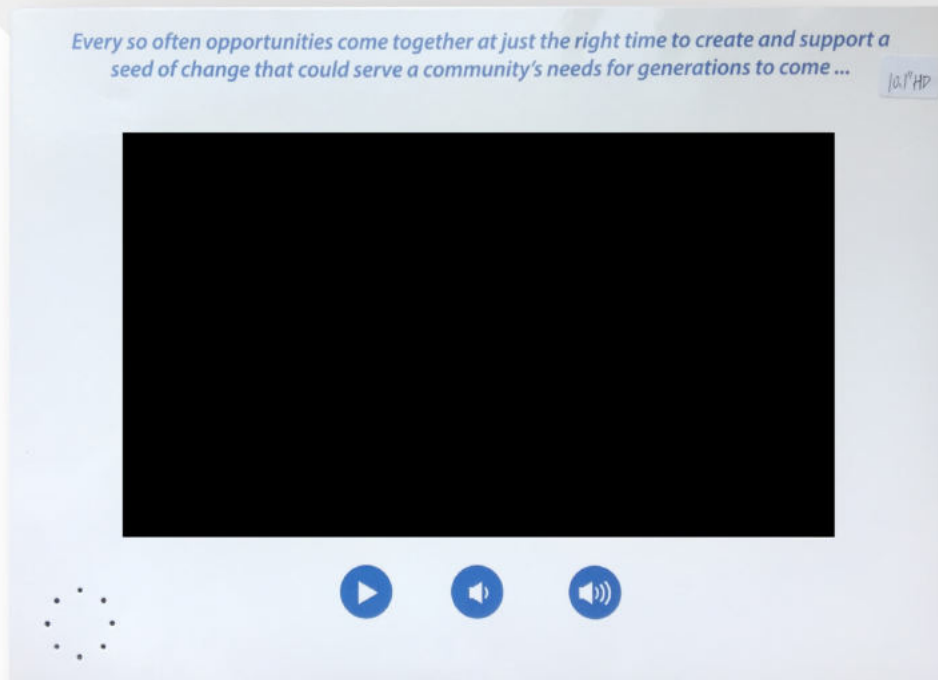 Every so often opportunities come together at just the right time to create and support a
seed of change that could serve a community's needs for generations to come ...
10.1" HD